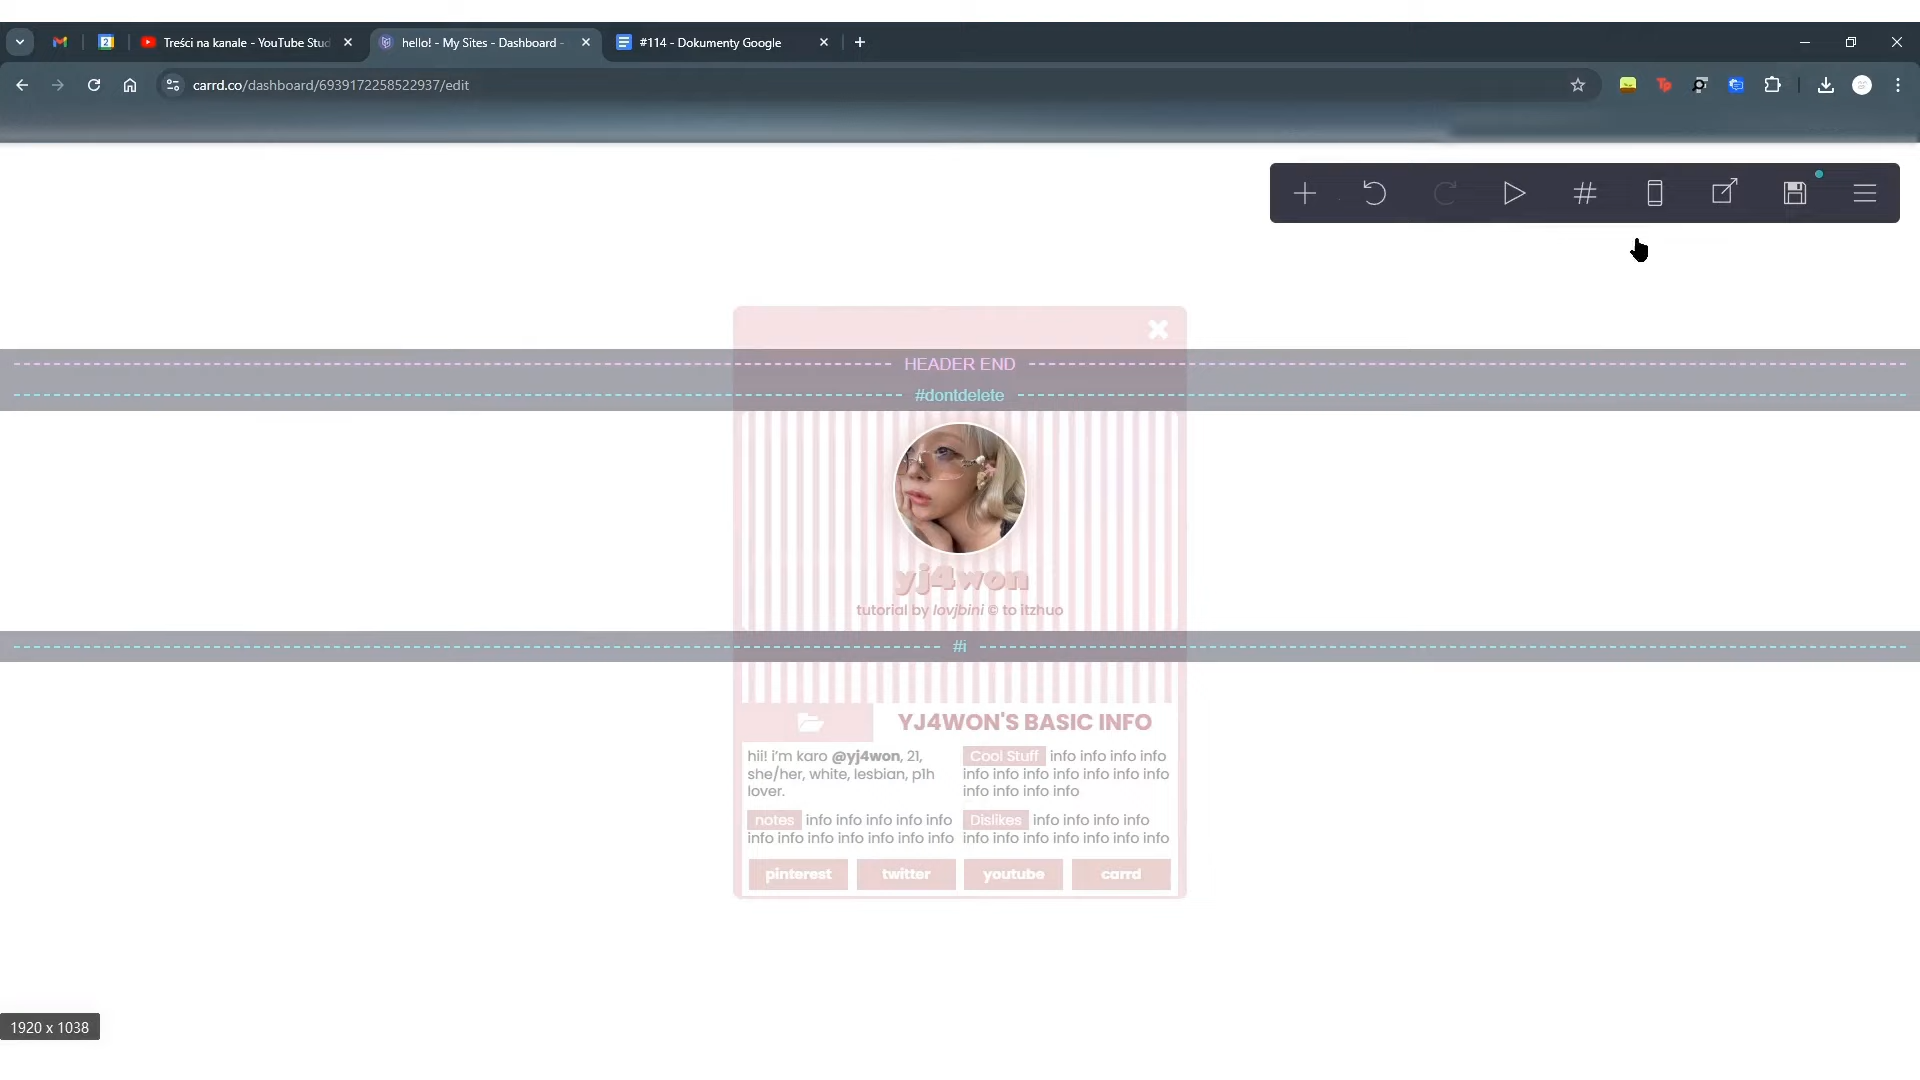 Treści na kanale - YouTube Stud
hello! - My Sites - Dashboard -
#114 - Dokumenty Google
carrd.co/dashboard/6939172258522937/edit
HEADER END
#dontdelete
yj4won
tutorial by lovjbini © to itzhuo
#i
YJ4WON'S BASIC INFO
hii! i'm karo @yj4won, 21,
she/her, white, lesbian, p1h
lover.
Cool Stuff info info info info
info info info info info info info
info info info info
notes info info info info info
info info info info info info info
Dislikes info info info info
info info info info info info info
pinterest twitter youtube carrd
1920 x 1038